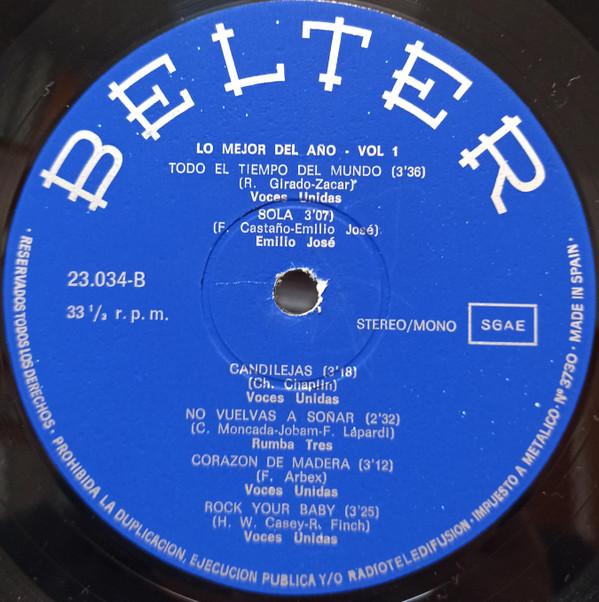 BELTER
LO MEJOR DEL AÑO - VOL 1
TODO EL TIEMPO DEL MUNDO (3'36)
(R. Girado-Zacar)
Voces Unidas
SOLA 3'07)
(F. Castaño-Emilio José)
Emilio José
23.034-B
33 1/3 r. p. m.
STEREO/MONO
SGAE
CANDILEJAS (3'18)
(Ch. Chaplin)
Voces Unidas
NO VUELVAS A SOÑAR (2'32)
(C. Moncada-Jobam-F. Lapardi)
Rumba Tres
CORAZON DE MADERA (3'12)
(F. Arbex)
Voces Unidas
ROCK YOUR BABY (3'25)
(H. W. Casey-R. Finch)
Voces Unidas
· RESERVADOS TODOS LOS DERECHOS · PROHIBIDA LA DUPLICACION, EJECUCION PUBLICA Y/O RADIOTELEDIFUSION · IMPUESTO A METALICO · Nº 3730 · MADE IN SPAIN ·